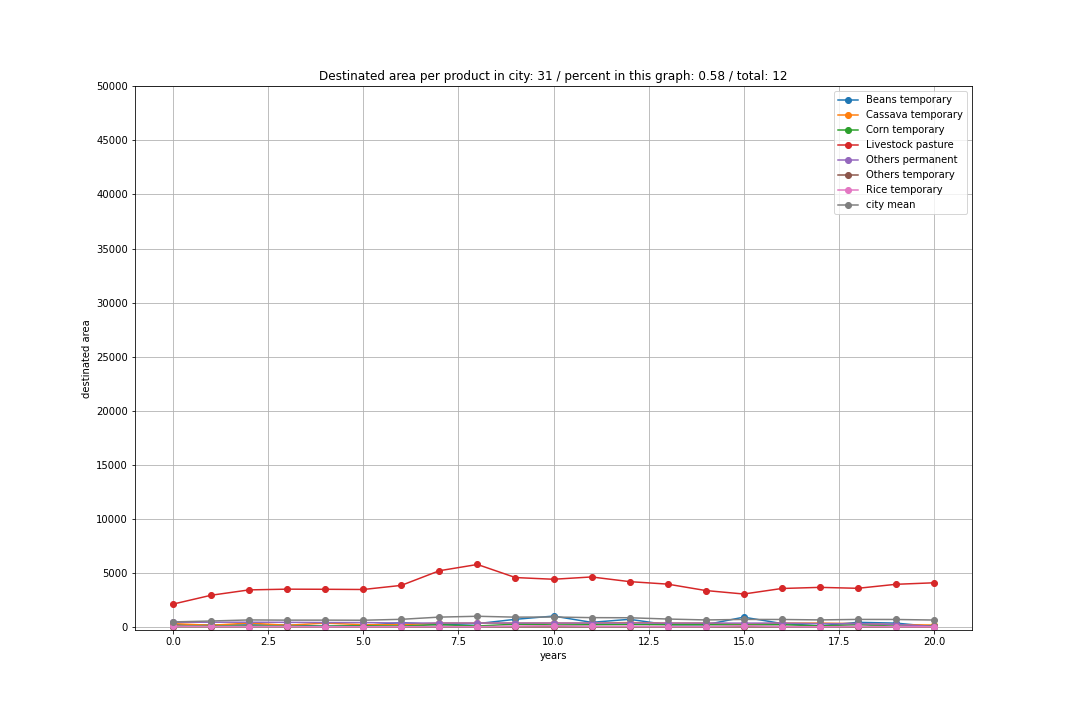 Destinated area per product in city: 31 / percent in this graph: 0.58 / total: 12
50000
45000
40000
35000
30000
25000
20000
15000
10000
5000
0
destinated area
Beans temporary
Cassava temporary
Corn temporary
Livestock pasture
Others permanent
Others temporary
Rice temporary
city mean
0.0 2.5 5.0 7.5 10.0 12.5 15.0 17.5 20.0
years